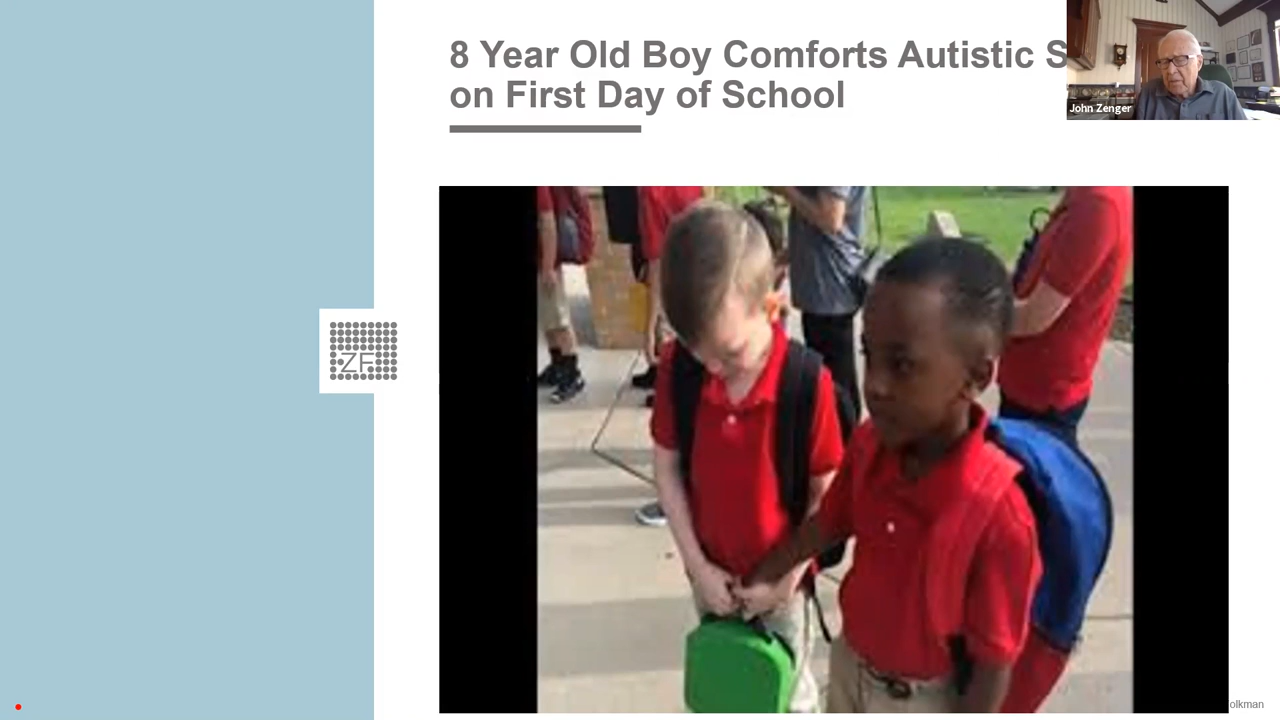 8 Year Old Boy Comforts Autistic S
on First Day of School
John Zenger
ZF
olkman